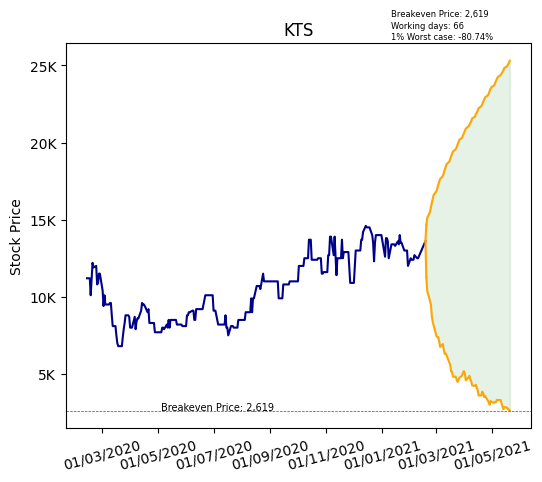 Breakeven Price: 2,619
Working days: 66
1% Worst case: -80.74%
KTS
25K
20K
15K
10K
5K
Stock Price
Breakeven Price: 2,619
01/03/2020
01/05/2020
01/07/2020
01/09/2020
01/11/2020
01/01/2021
01/03/2021
01/05/2021